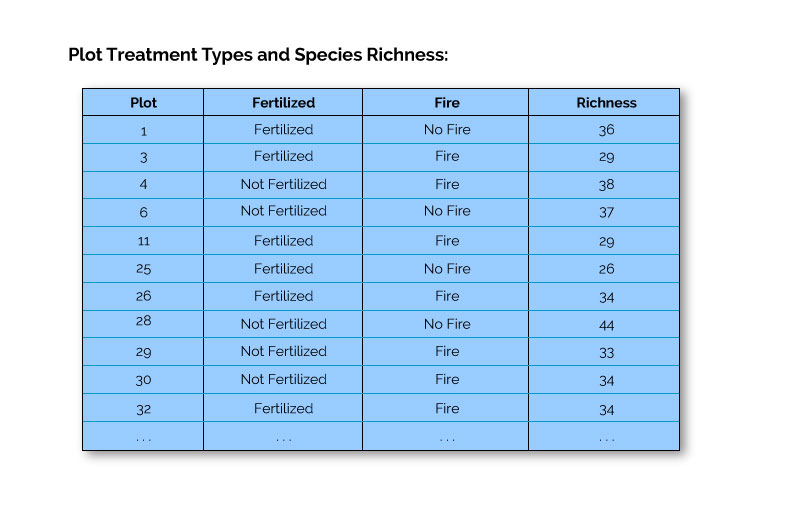 Plot Treatment Types and Species Richness:
Plot Fertilized Fire Richness
1 Fertilized No Fire 36
3 Fertilized Fire 29
4 Not Fertilized Fire 38
6 Not Fertilized No Fire 37
11 Fertilized Fire 29
25 Fertilized No Fire 26
26 Fertilized Fire 34
28 Not Fertilized No Fire 44
29 Not Fertilized Fire 33
30 Not Fertilized Fire 34
32 Fertilized Fire 34
... ... ... ...